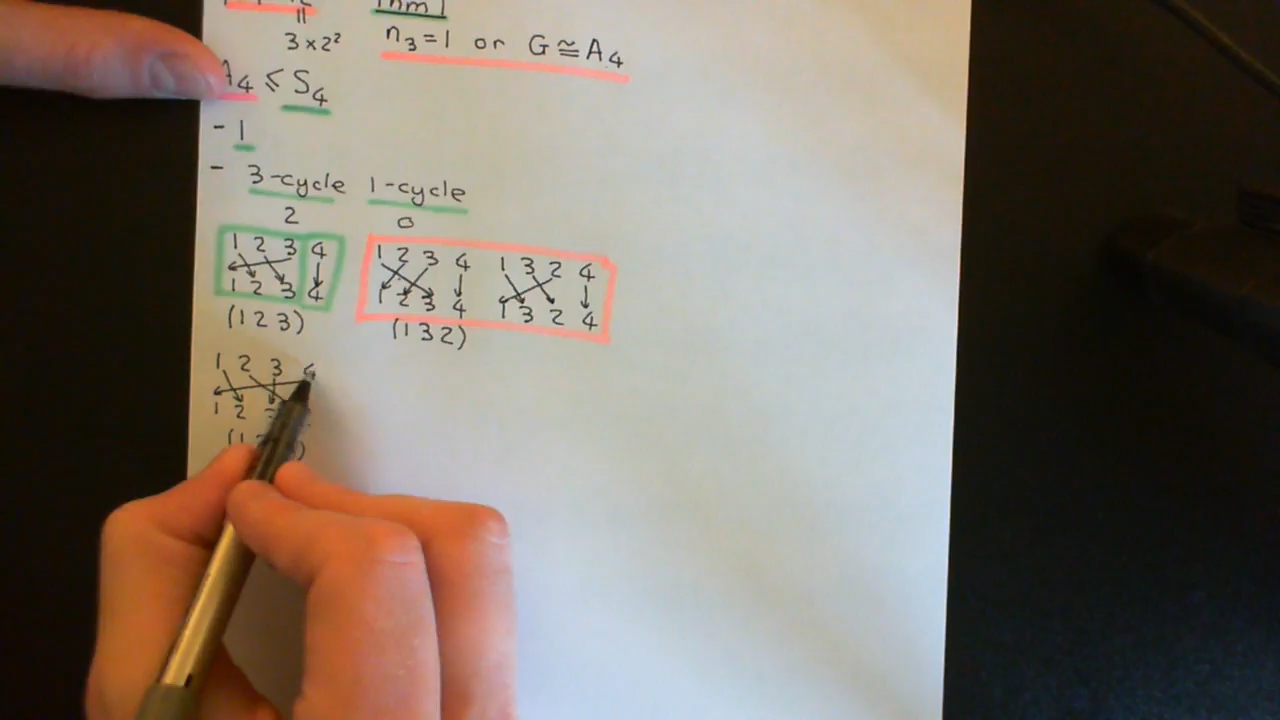 Thm 1
3×2²
n₃=1 or G≅A₄
A₄ ⩽ S₄
- 1
- 3-cycle 1-cycle
2 0
1 2 3 4
1 2 3 4
(1 2 3)
1 2 3 4 1 3 2 4
1 2 3 4 1 3 2 4
(1 3 2)
1 2 3 4
1 2
(1